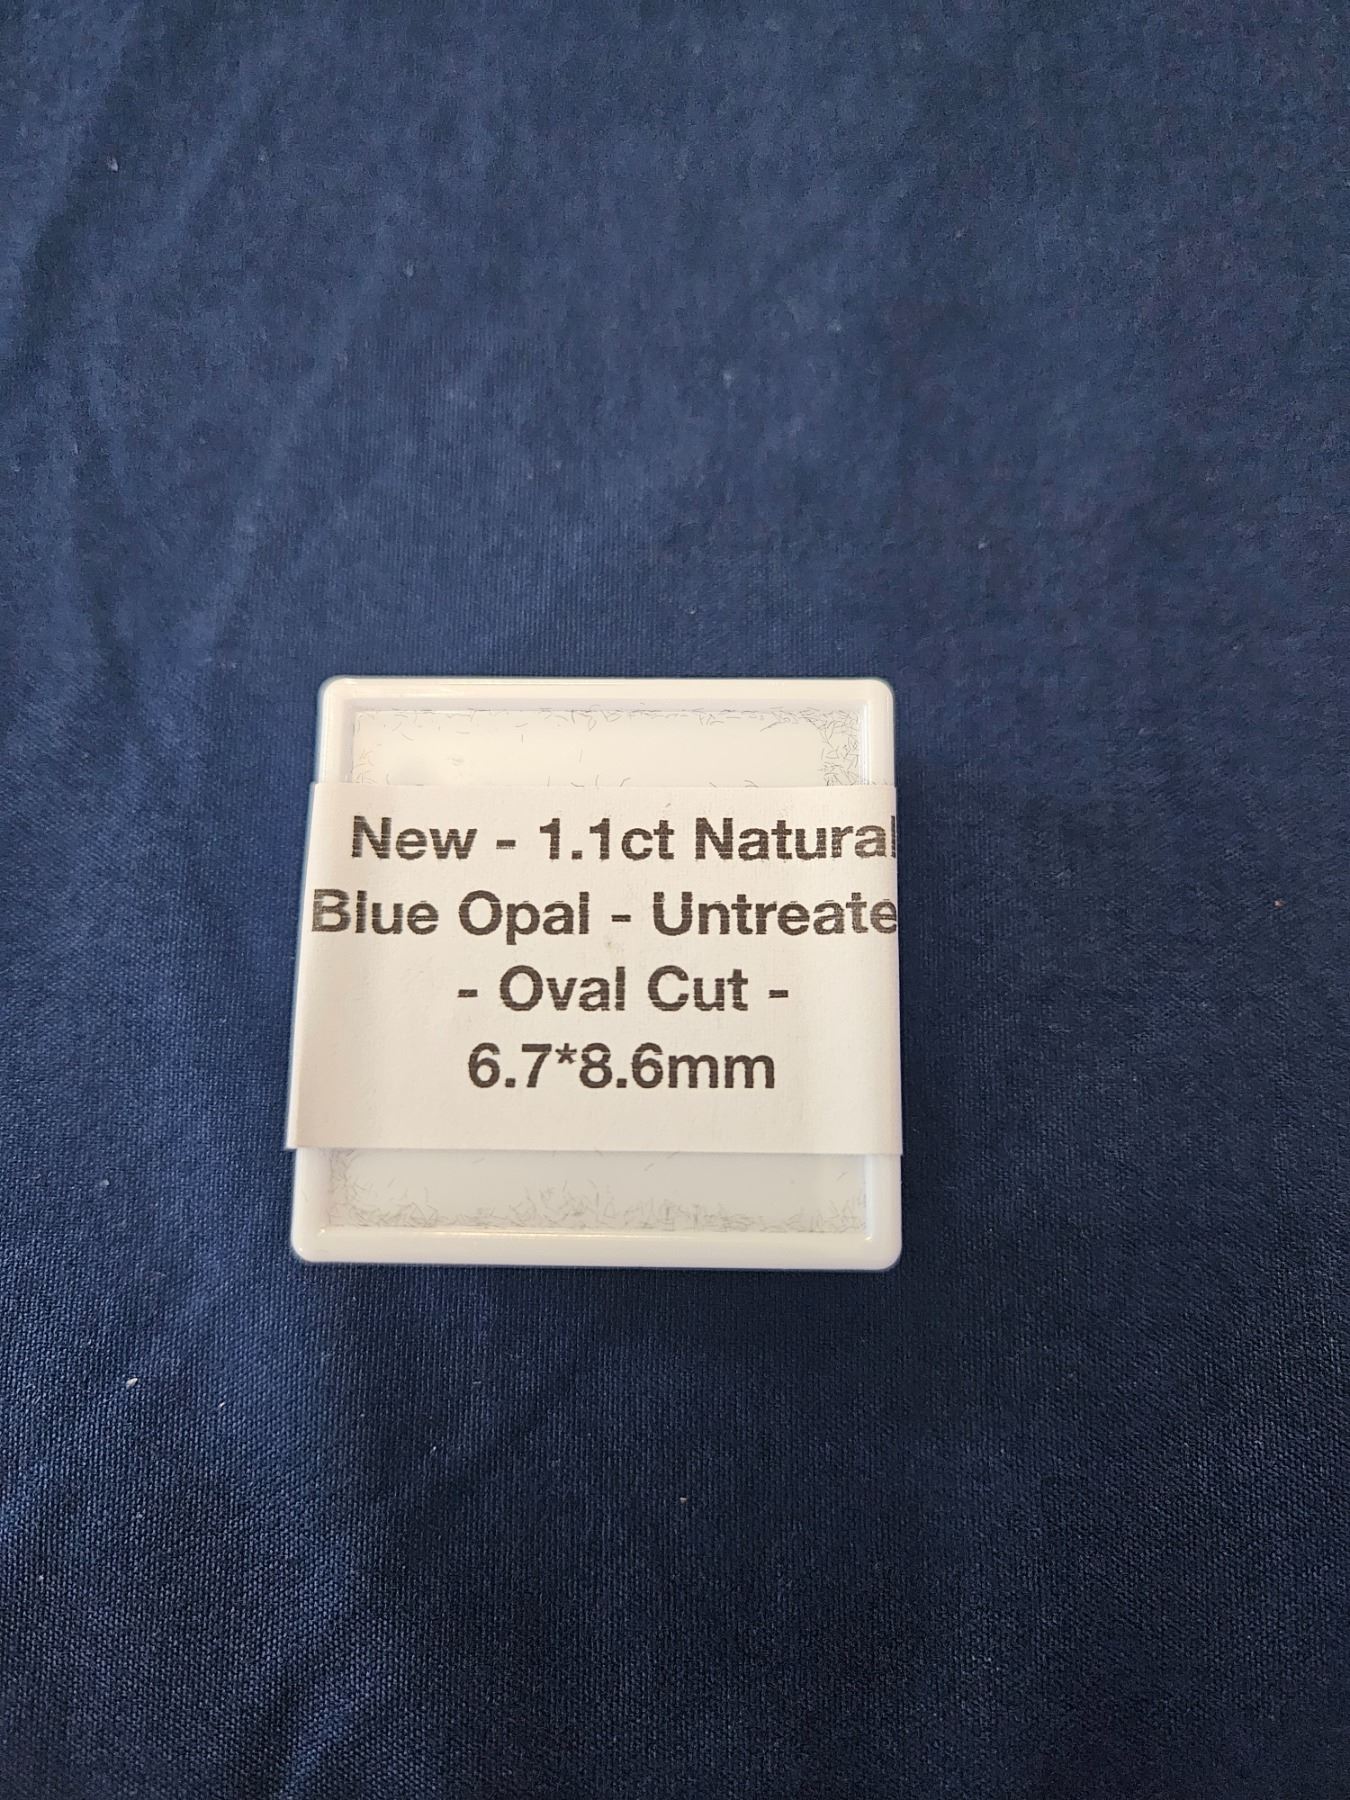 New - 1.1ct Natural
Blue Opal - Untreate
- Oval Cut -
6.7*8.6mm